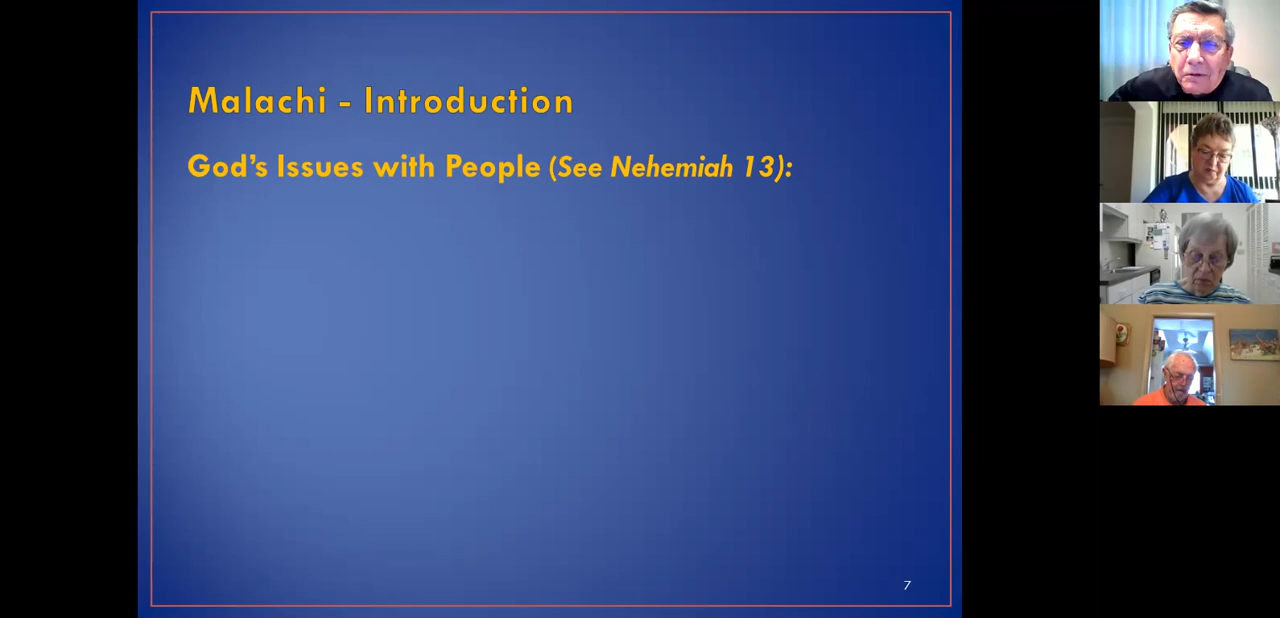 Malachi - Introduction
God's Issues with People (See Nehemiah 13):
7